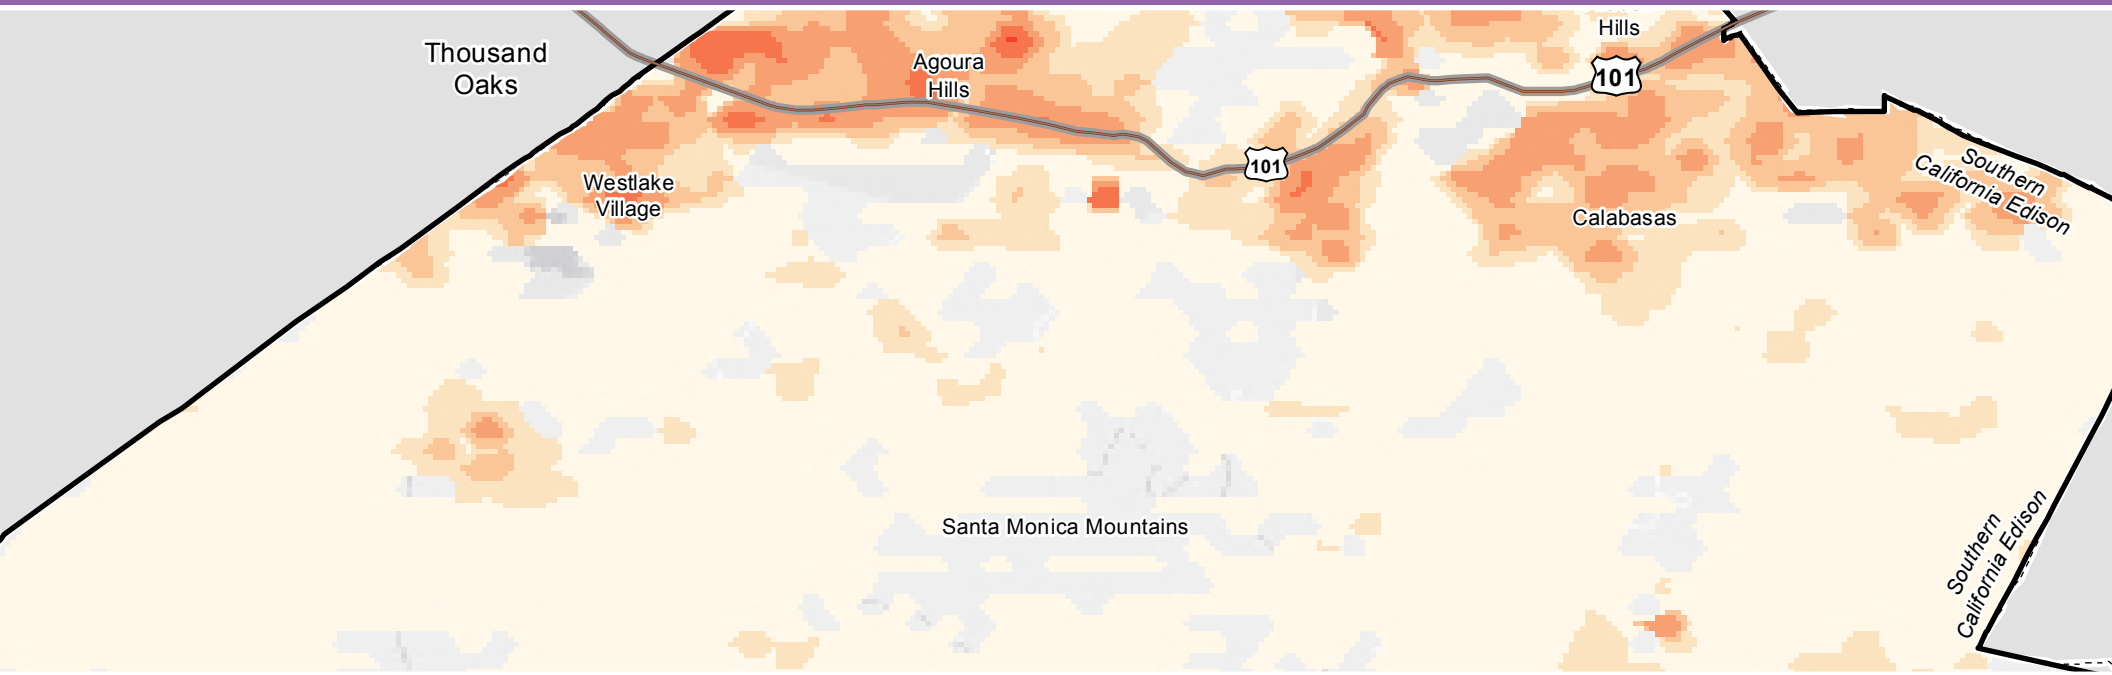 Thousand
Oaks
Agoura
Hills
Hills
101
101
Westlake
Village
Calabasas
Southern
California Edison
Santa Monica Mountains
Southern
California Edison